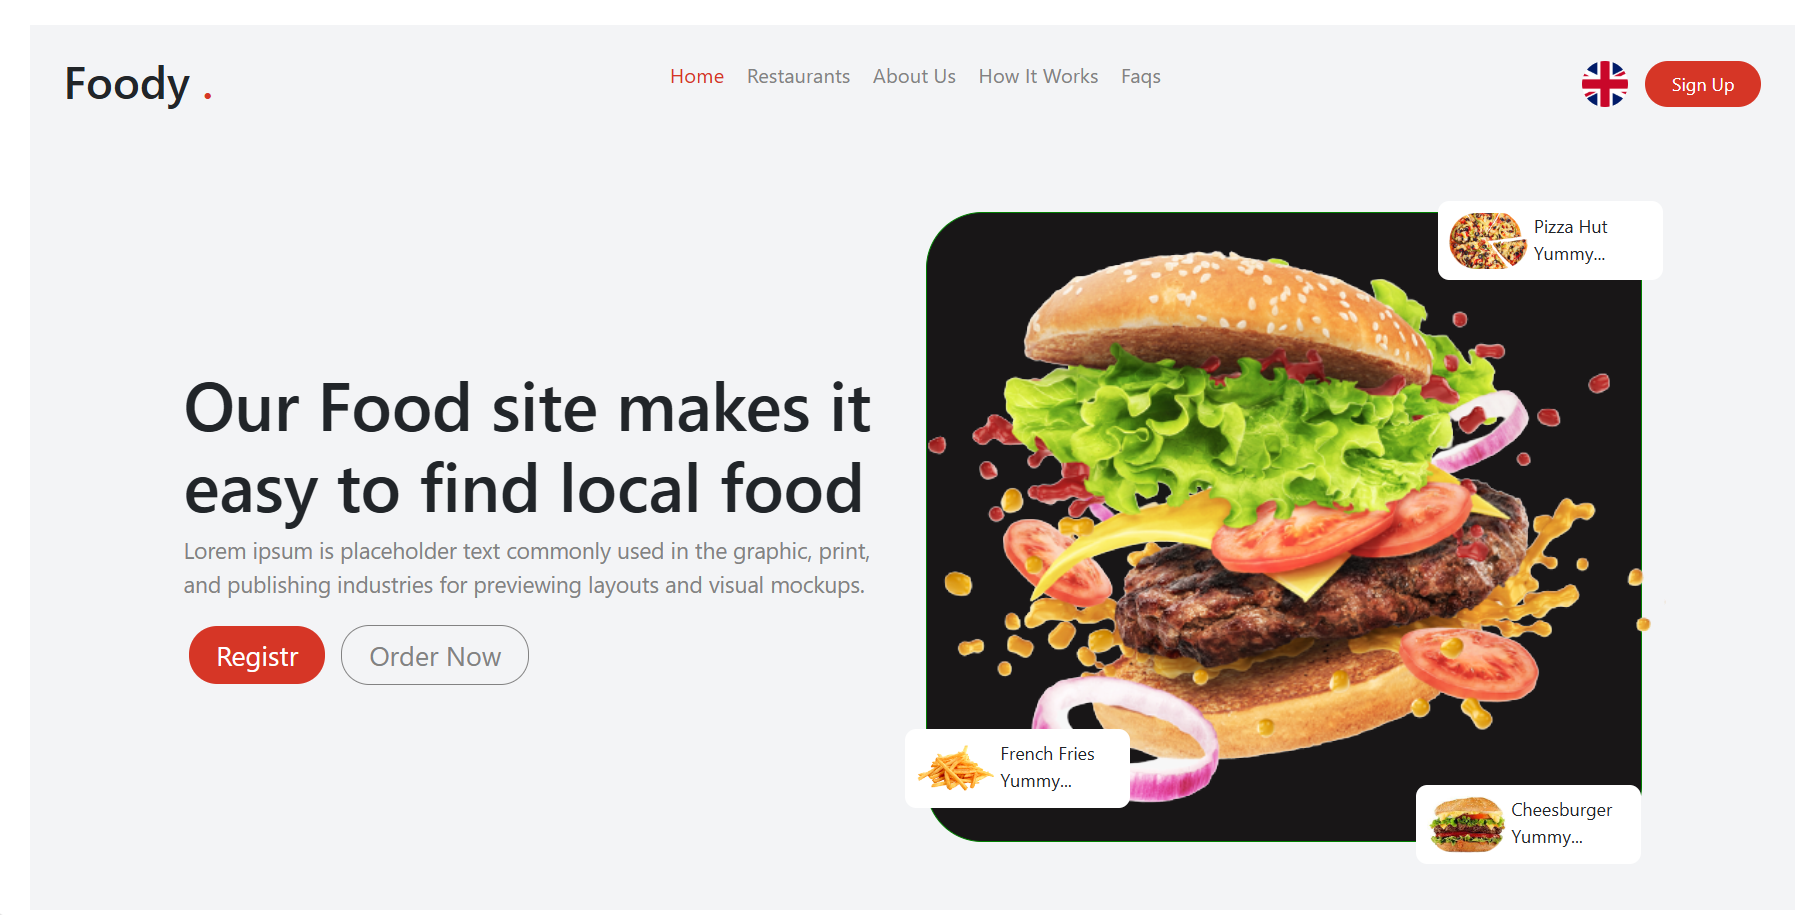 Foody .
Home Restaurants About Us How It Works Faqs
Sign Up
Pizza Hut
Yummy...
Our Food site makes it
easy to find local food
Lorem ipsum is placeholder text commonly used in the graphic, print,
and publishing industries for previewing layouts and visual mockups.
Registr Order Now
French Fries
Yummy...
Cheesburger
Yummy...